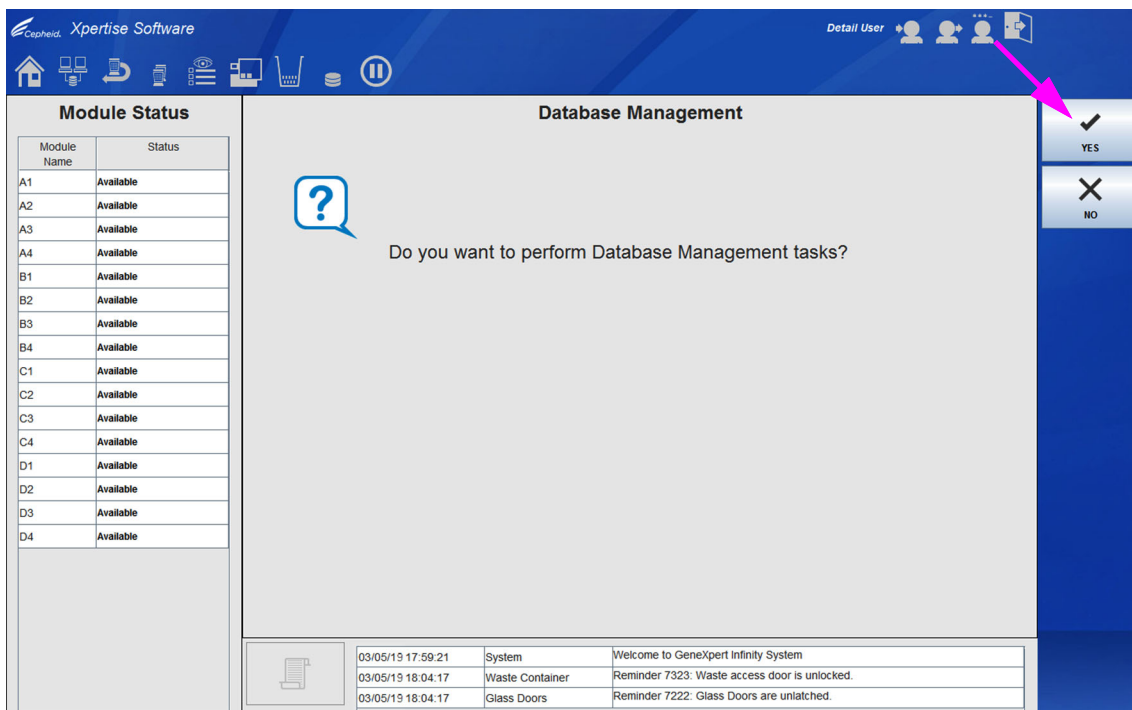 Cepheid. Xpertise Software
Detail User
Module Status
Module Name
Status
A1 Available
A2 Available
A3 Available
A4 Available
B1 Available
B2 Available
B3 Available
B4 Available
C1 Available
C2 Available
C3 Available
C4 Available
D1 Available
D2 Available
D3 Available
D4 Available
Database Management
?
Do you want to perform Database Management tasks?
YES
NO
03/05/19 17:59:21 System Welcome to GeneXpert Infinity System
03/05/19 18:04:17 Waste Container Reminder 7323: Waste access door is unlocked.
03/05/19 18:04:17 Glass Doors Reminder 7222: Glass Doors are unlatched.